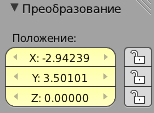 Преобразование
Положение:
X: -2.94239
Y: 3.50101
Z: 0.00000